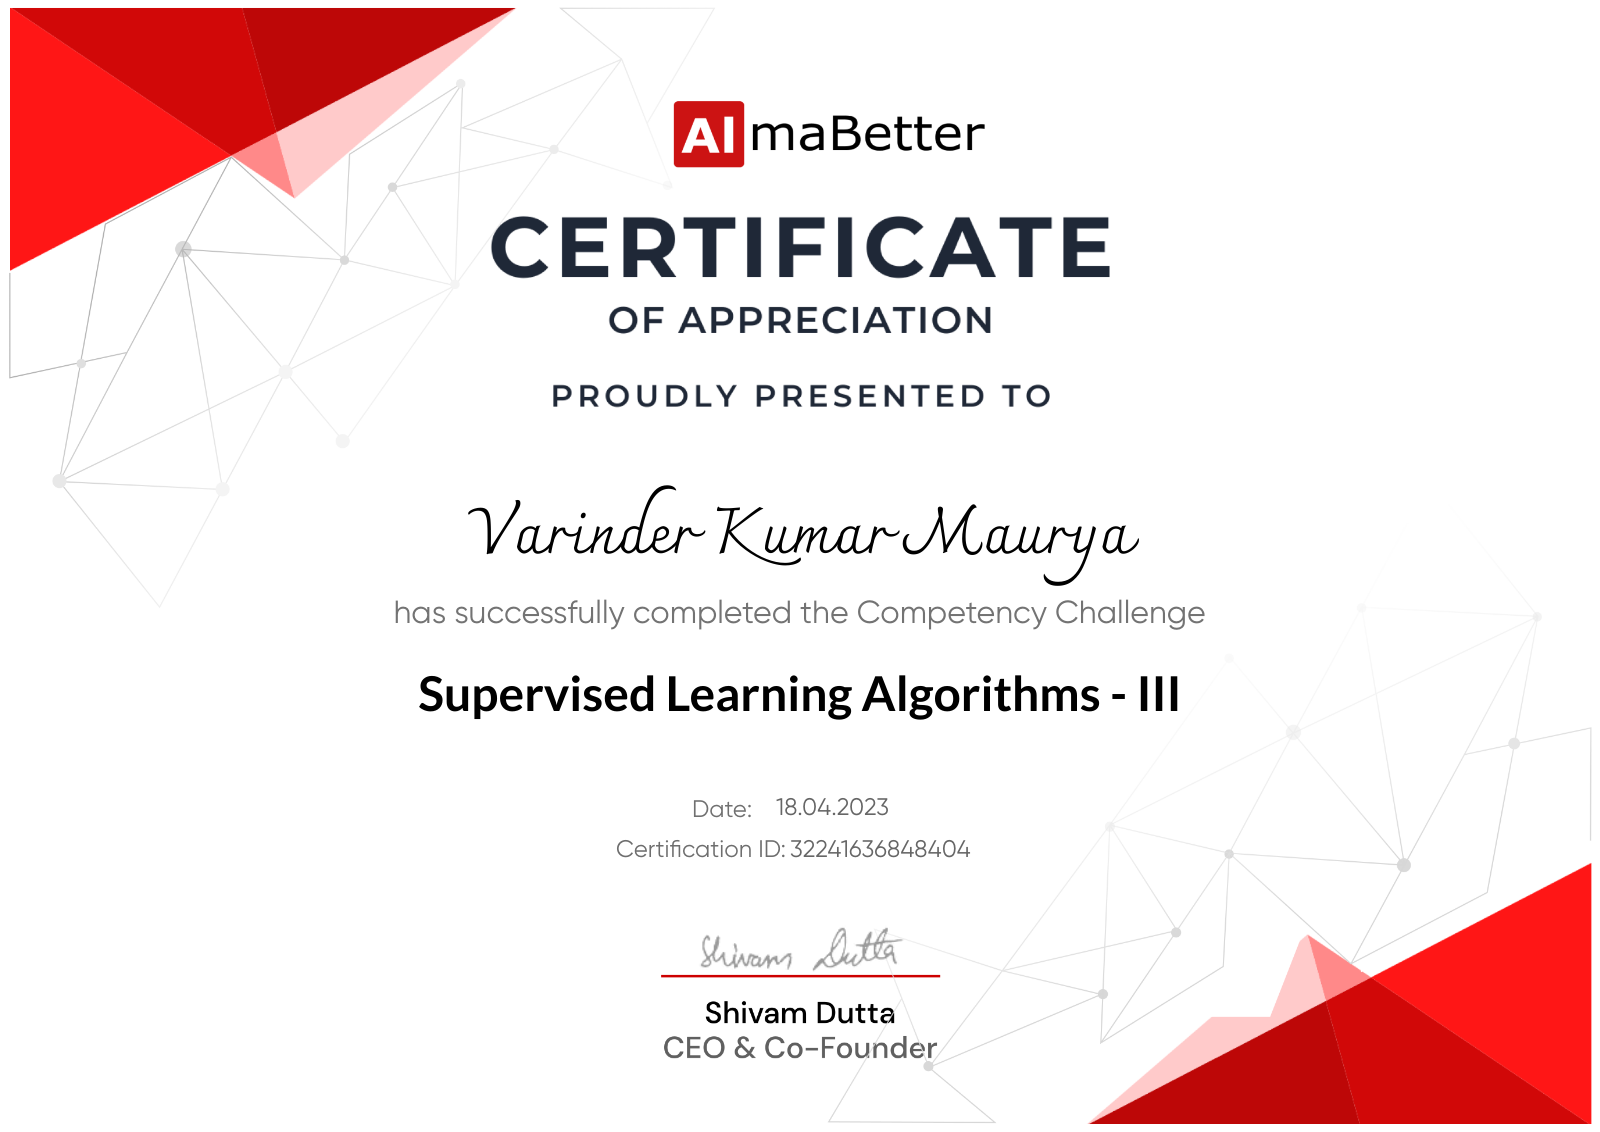 AlmaBetter
CERTIFICATE
OF APPRECIATION
PROUDLY PRESENTED TO
Varinder Kumar Maurya
has successfully completed the Competency Challenge
Supervised Learning Algorithms - III
Date: 18.04.2023
Certification ID: 32241636848404
Shivam Dutta
Shivam Dutta
CEO & Co-Founder